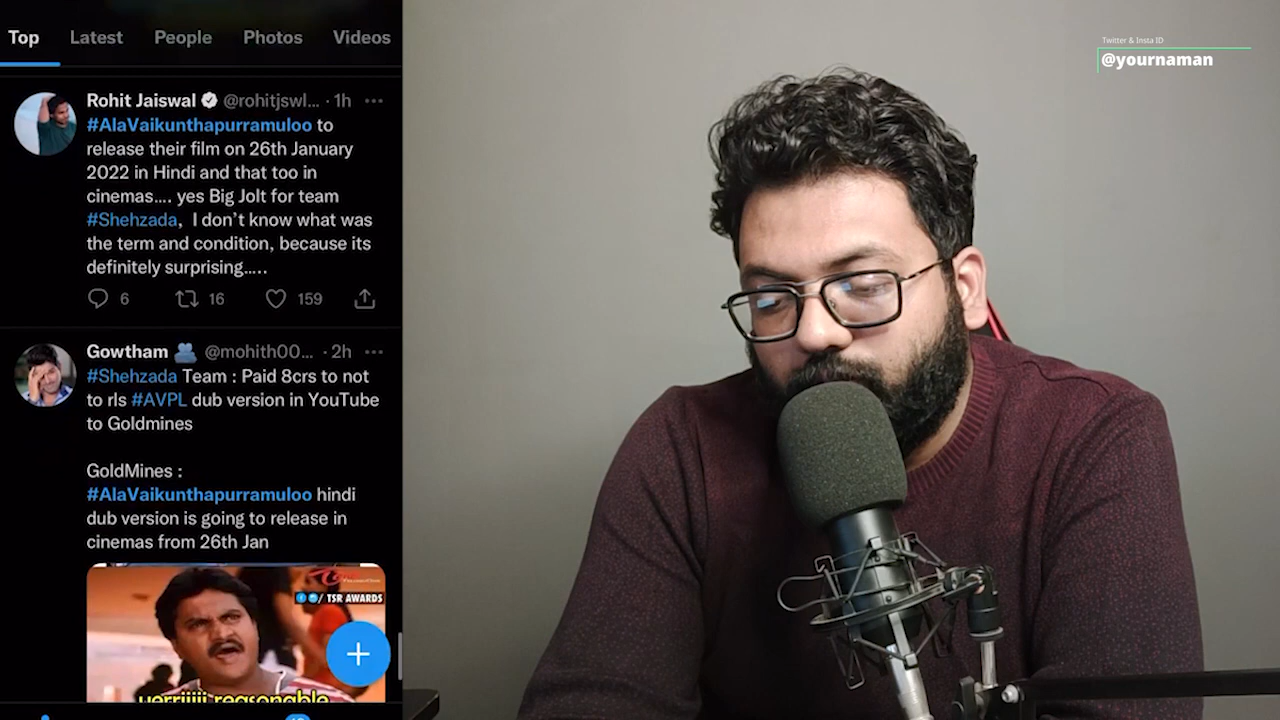 Top Latest People Photos Videos
Twitter & Insta ID
@yournaman
Rohit Jaiswal @rohitjswl... · 1h
#AlaVaikunthapurramuloo to
release their film on 26th January
2022 in Hindi and that too in
cinemas.... yes Big Jolt for team
#Shehzada, I don't know what was
the term and condition, because its
definitely surprising.....
6 16 159
Gowtham @mohith00... · 2h
#Shehzada Team : Paid 8crs to not
to rls #AVPL dub version in YouTube
to Goldmines
GoldMines :
#AlaVaikunthapurramuloo hindi
dub version is going to release in
cinemas from 26th Jan
/ TSR AWARDS
verriiiii reasonable